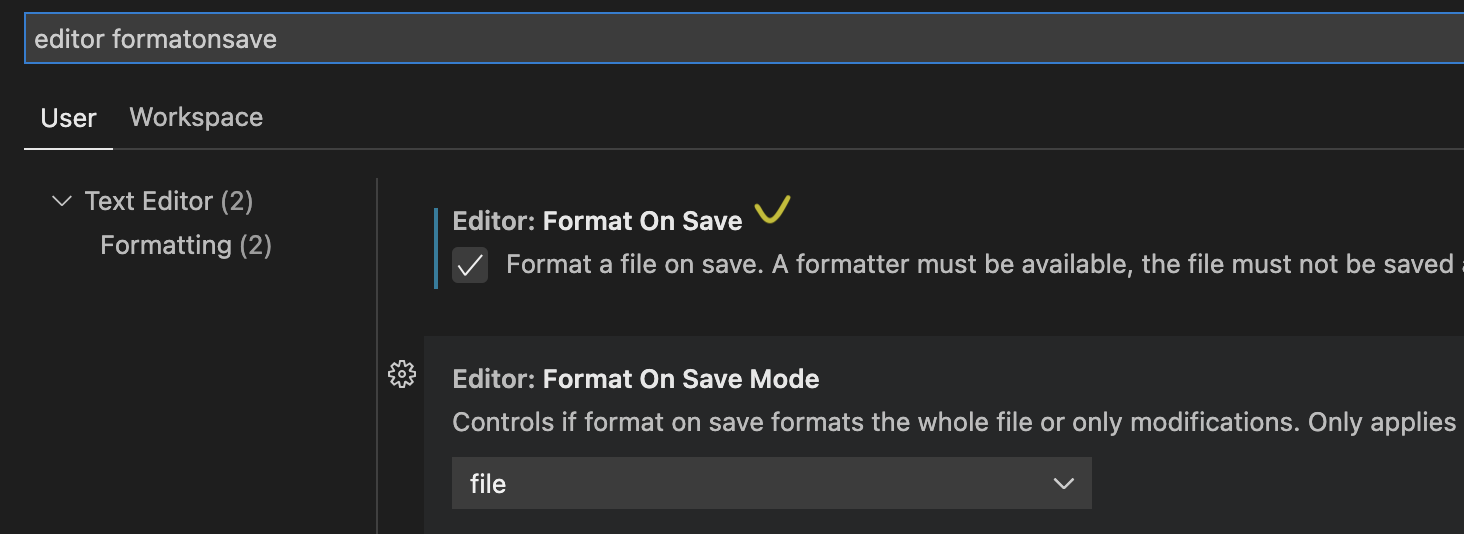 editor formatonsave
User Workspace
Text Editor (2)
Formatting (2)
Editor: Format On Save
Format a file on save. A formatter must be available, the file must not be saved
Editor: Format On Save Mode
Controls if format on save formats the whole file or only modifications. Only applies
file